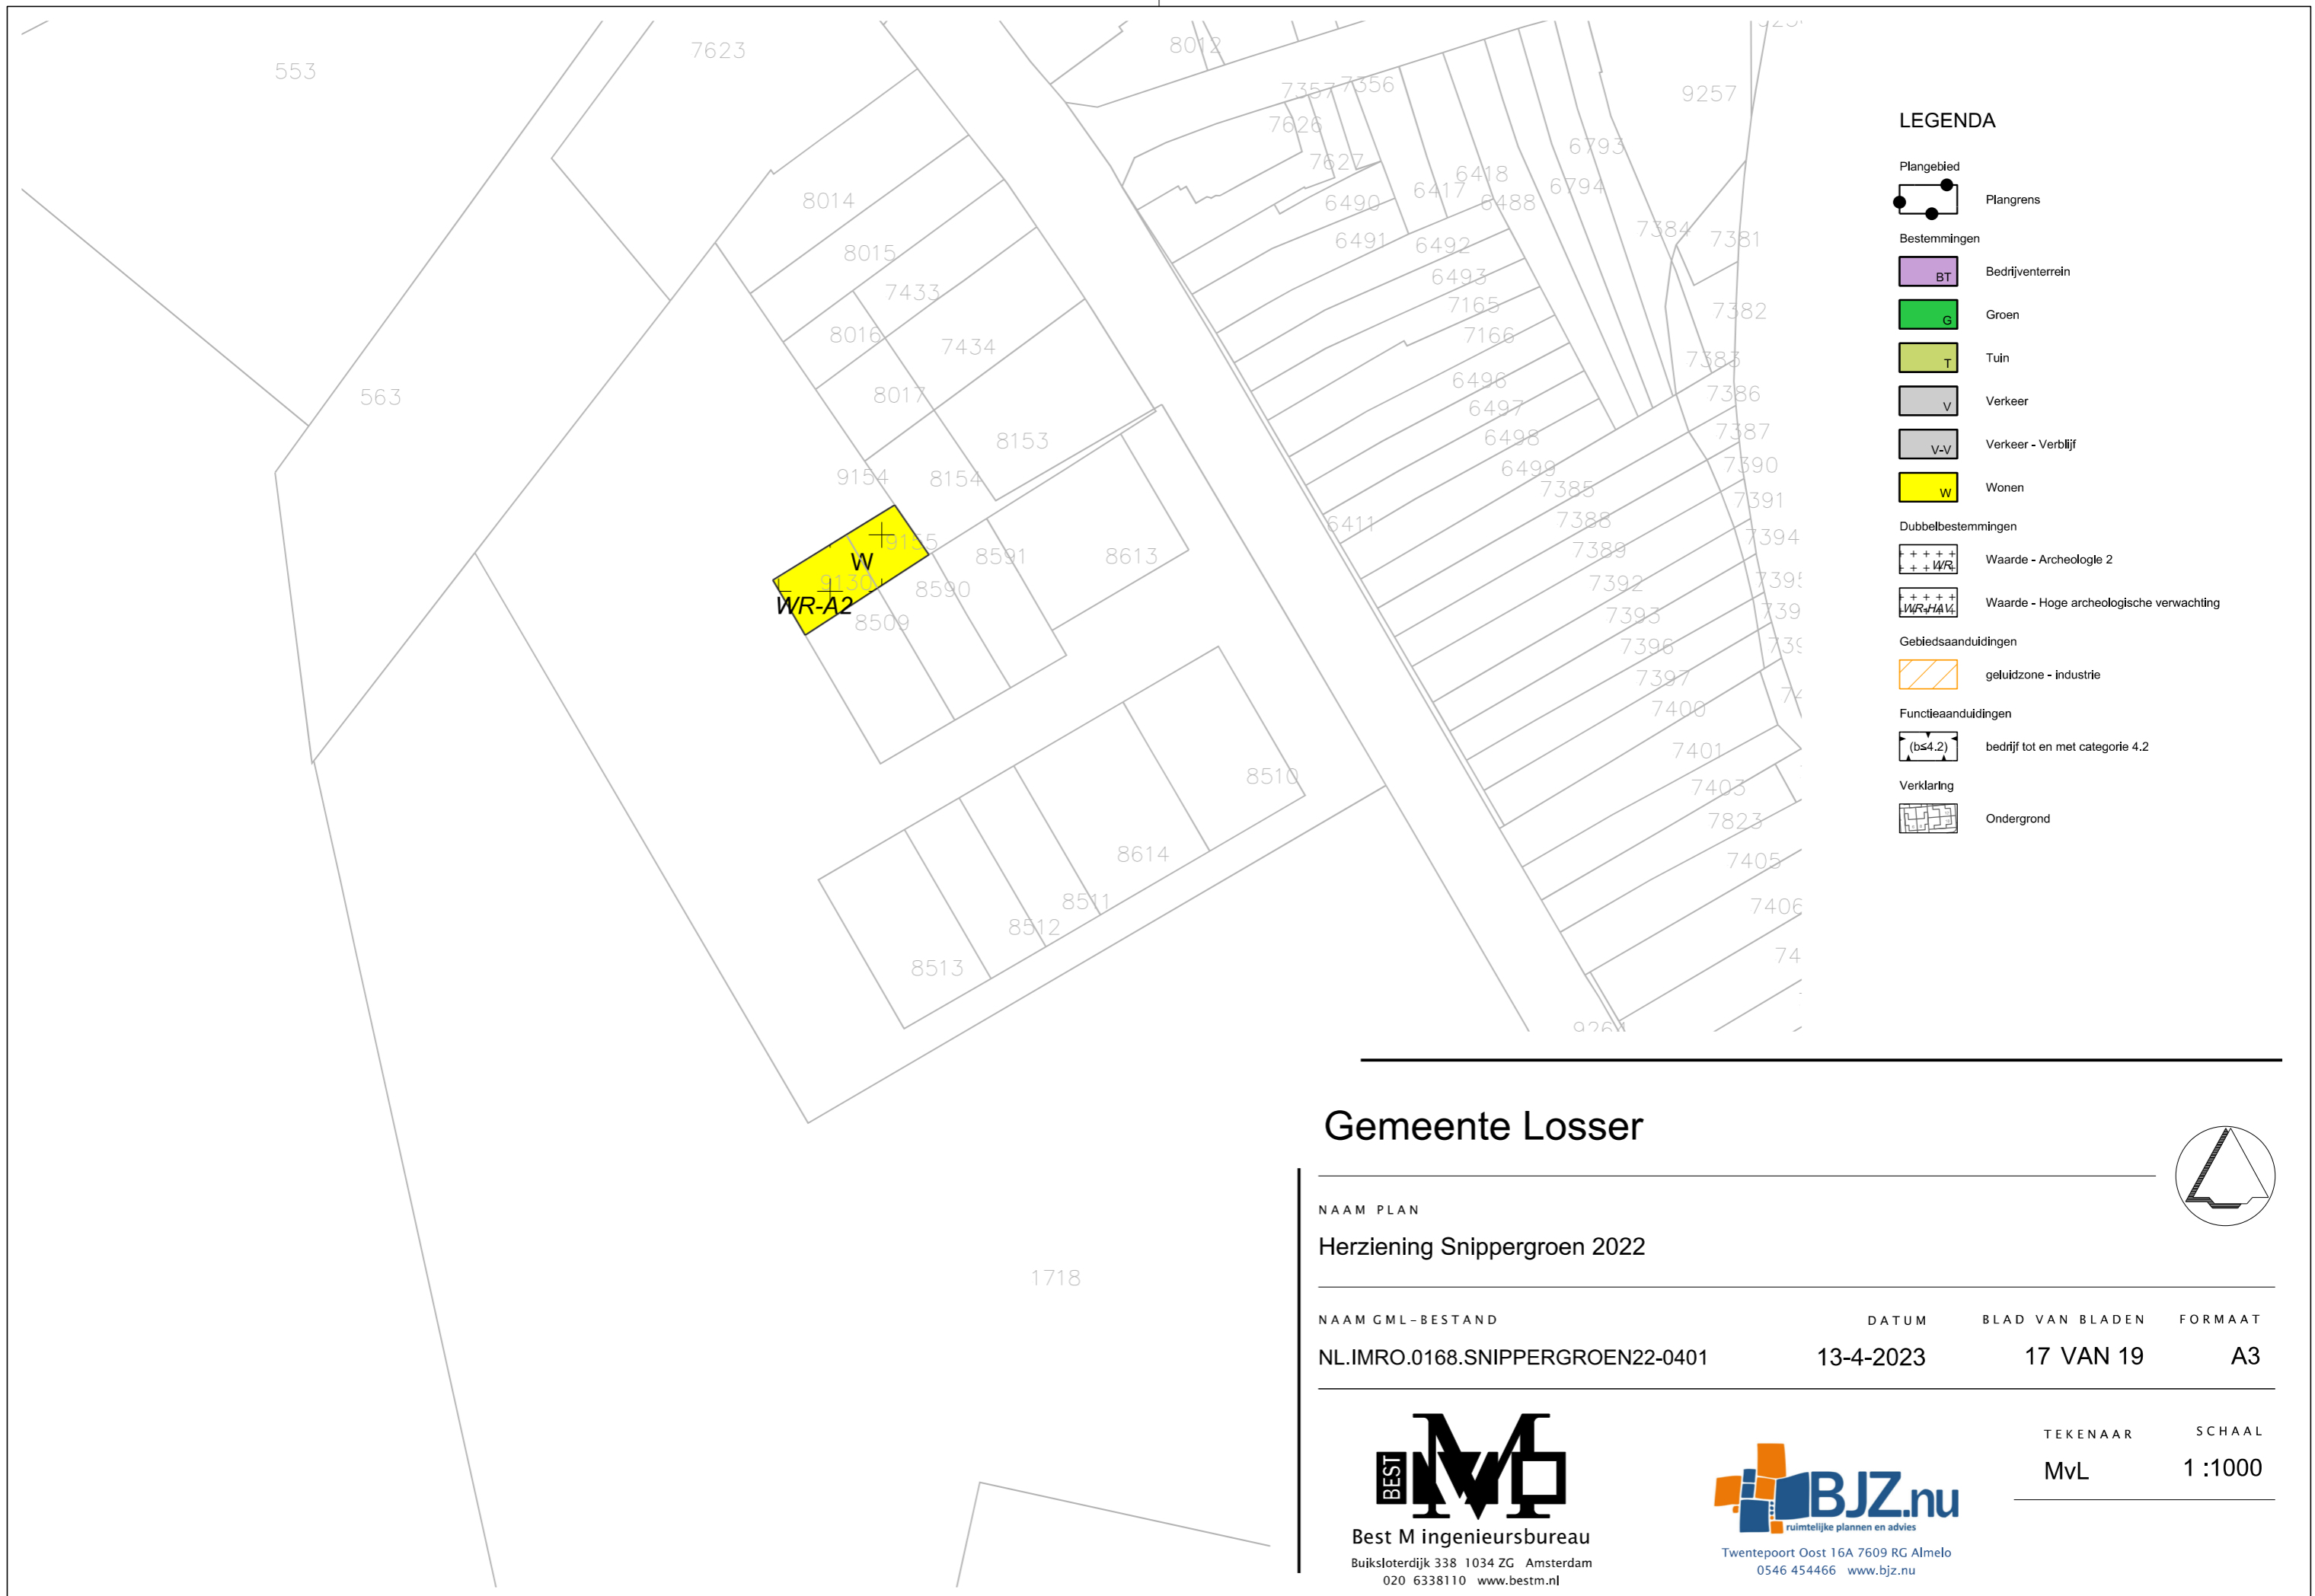 553
7623
8012
7357
7356
9257
7626
6793
7627
6418
6794
8014
6417
6490
6488
7384
7381
6491
6492
8015
6493
7433
7165
7382
8016
7166
7434
7383
563
6496
7386
8017
6497
7387
8153
6498
7390
9154
8154
6499
7385
7391
7388
6411
7394
9155
7389
8591
8613
W
9130
8590
7392
WR-A2
7393
8509
7396
7397
7400
7401
8510
7403
7823
8614
7405
8511
7406
8512
8513
1718
LEGENDA
Plangebied
Plangrens
Bestemmingen
BT Bedrijventerrein
G Groen
T Tuin
V Verkeer
V-V Verkeer - Verblijf
W Wonen
Dubbelbestemmingen
WR Waarde - Archeologie 2
WR-HAV Waarde - Hoge archeologische verwachting
Gebiedsaanduidingen
geluidzone - industrie
Functieaanduidingen
(b≤4.2) bedrijf tot en met categorie 4.2
Verklaring
Ondergrond
Gemeente Losser
NAAM PLAN
Herziening Snippergroen 2022
NAAM GML-BESTAND DATUM BLAD VAN BLADEN FORMAAT
NL.IMRO.0168.SNIPPERGROEN22-0401 13-4-2023 17 VAN 19 A3
TEKENAAR SCHAAL
MvL 1 :1000
BEST M
Best M ingenieursbureau
Buiksloterdijk 338 1034 ZG Amsterdam
020 6338110 www.bestm.nl
BJZ.nu
ruimtelijke plannen en advies
Twentepoort Oost 16A 7609 RG Almelo
0546 454466 www.bjz.nu